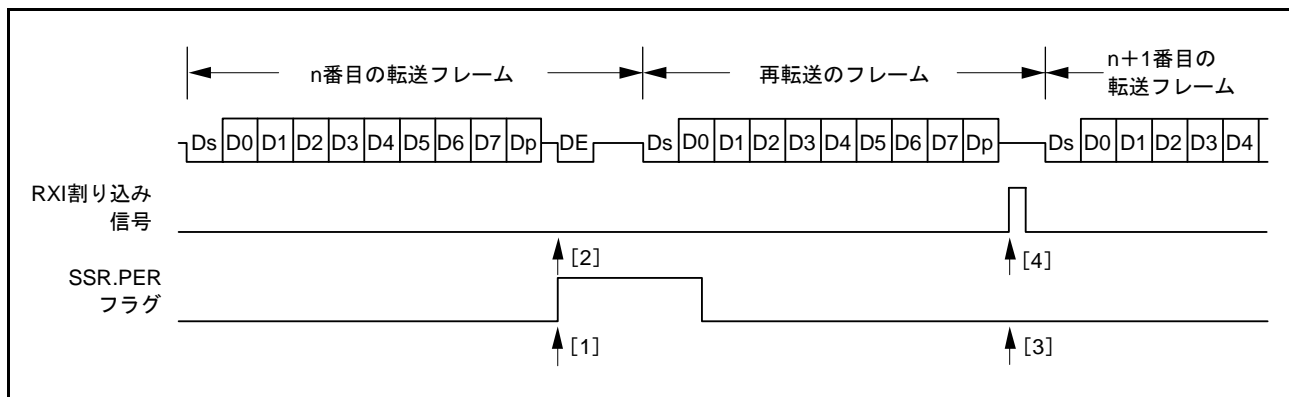 n番目の転送フレーム
再転送のフレーム
n+1番目の
転送フレーム
Ds D0 D1 D2 D3 D4 D5 D6 D7 Dp DE Ds D0 D1 D2 D3 D4 D5 D6 D7 Dp Ds D0 D1 D2 D3 D4
RXI割り込み
信号
[2]
[4]
SSR.PER
フラグ
[1]
[3]